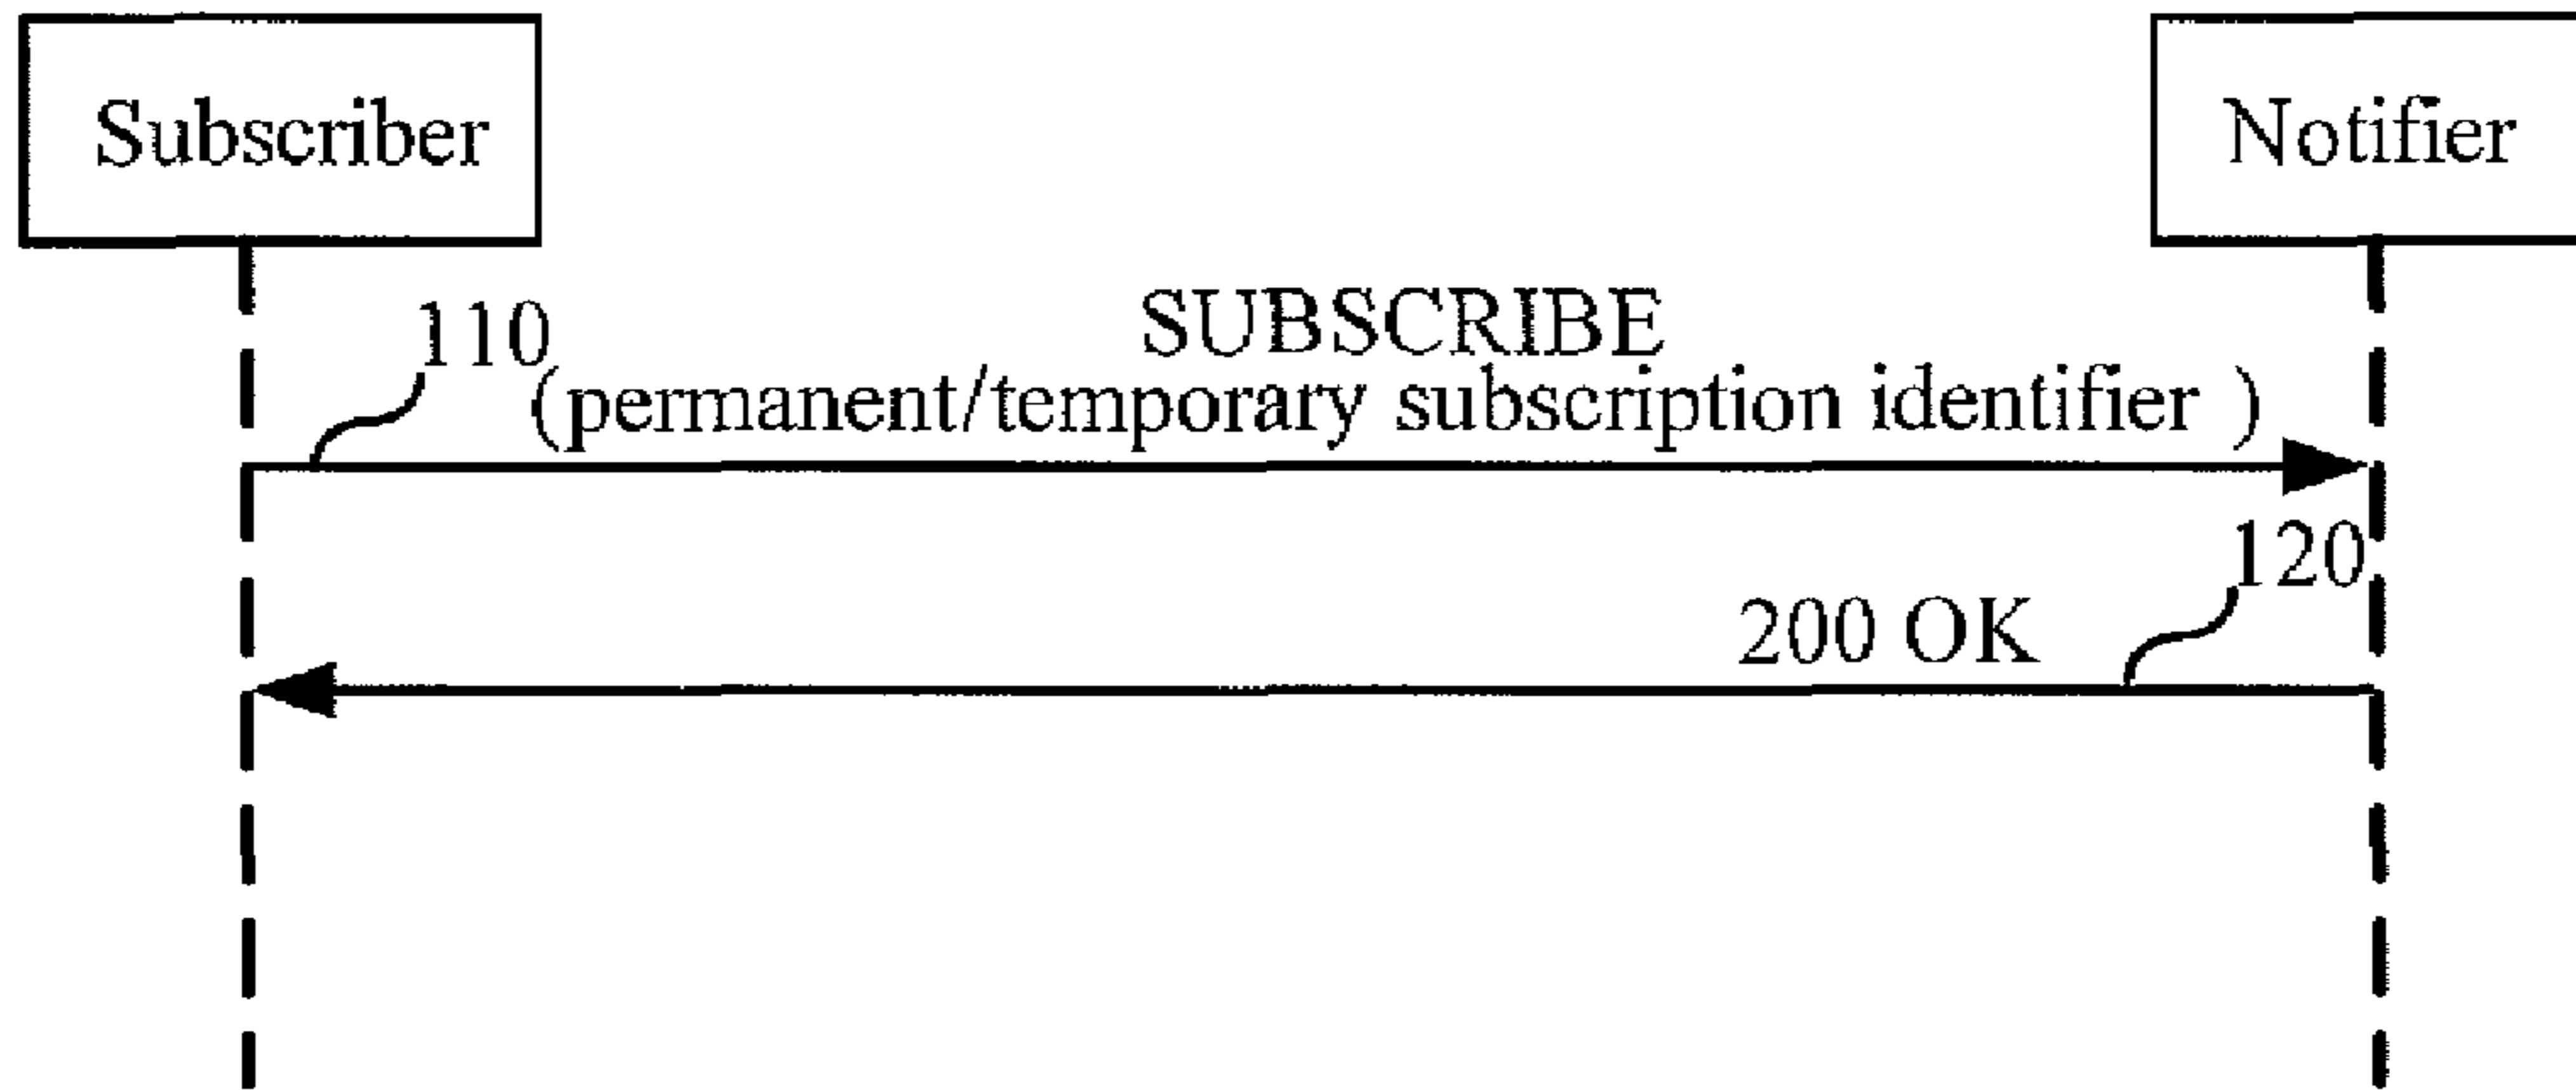 Subscriber
Notifier
110
SUBSCRIBE
(permanent/temporary subscription identifier )
120
200 OK